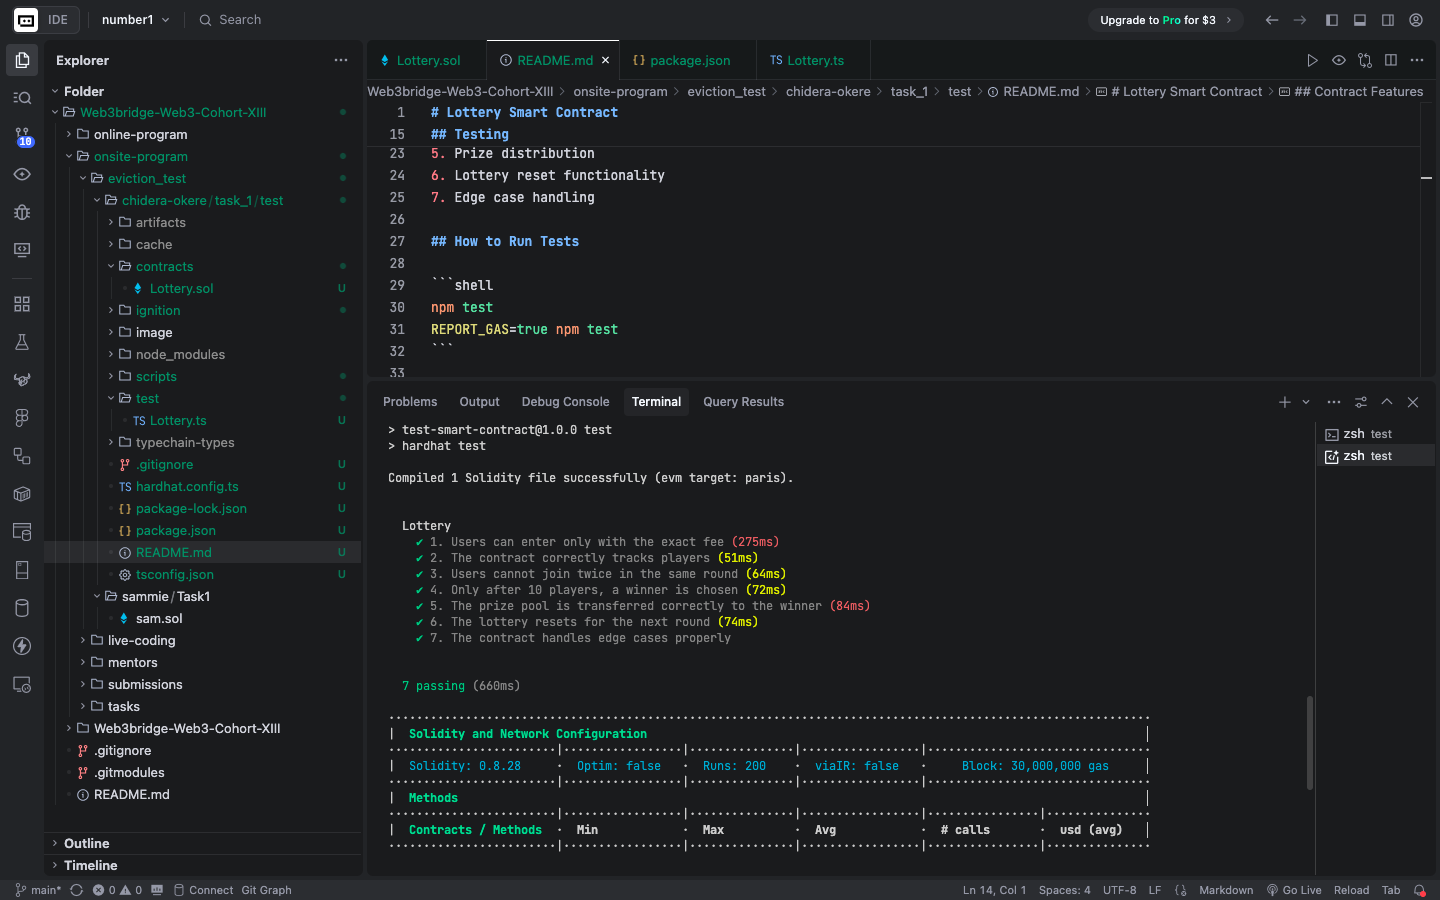 IDE
number1
Search
Upgrade to Pro for $3
Explorer
Folder
Web3bridge-Web3-Cohort-XIII
online-program
onsite-program
eviction_test
chidera-okere/task_1/test
artifacts
cache
contracts
Lottery.sol U
ignition
image
node_modules
scripts
test
TS Lottery.ts U
typechain-types
.gitignore U
TS hardhat.config.ts U
{} package-lock.json U
{} package.json U
README.md U
tsconfig.json U
sammie/Task1
sam.sol
live-coding
mentors
submissions
tasks
Web3bridge-Web3-Cohort-XIII
.gitignore
.gitmodules
README.md
Outline
Timeline
10
Lottery.sol
README.md
{} package.json
TS Lottery.ts
Web3bridge-Web3-Cohort-XIII > onsite-program > eviction_test > chidera-okere > task_1 > test > README.md > # Lottery Smart Contract > ## Contract Features
1 # Lottery Smart Contract
15 ## Testing
23 5. Prize distribution
24 6. Lottery reset functionality
25 7. Edge case handling
26
27 ## How to Run Tests
28
29 ```shell
30 npm test
31 REPORT_GAS=true npm test
32 ```
33
Problems Output Debug Console Terminal Query Results
> test-smart-contract@1.0.0 test
> hardhat test
Compiled 1 Solidity file successfully (evm target: paris).
Lottery
✔ 1. Users can enter only with the exact fee (275ms)
✔ 2. The contract correctly tracks players (51ms)
✔ 3. Users cannot join twice in the same round (64ms)
✔ 4. Only after 10 players, a winner is chosen (72ms)
✔ 5. The prize pool is transferred correctly to the winner (84ms)
✔ 6. The lottery resets for the next round (74ms)
✔ 7. The contract handles edge cases properly
7 passing (660ms)
| Solidity and Network Configuration |
| Solidity: 0.8.28 · Optim: false · Runs: 200 · viaIR: false · Block: 30,000,000 gas |
| Methods |
| Contracts / Methods · Min · Max · Avg · # calls · usd (avg) |
zsh test
zsh test
main* 0 0 Connect Git Graph
Ln 14, Col 1 Spaces: 4 UTF-8 LF Markdown Go Live Reload Tab